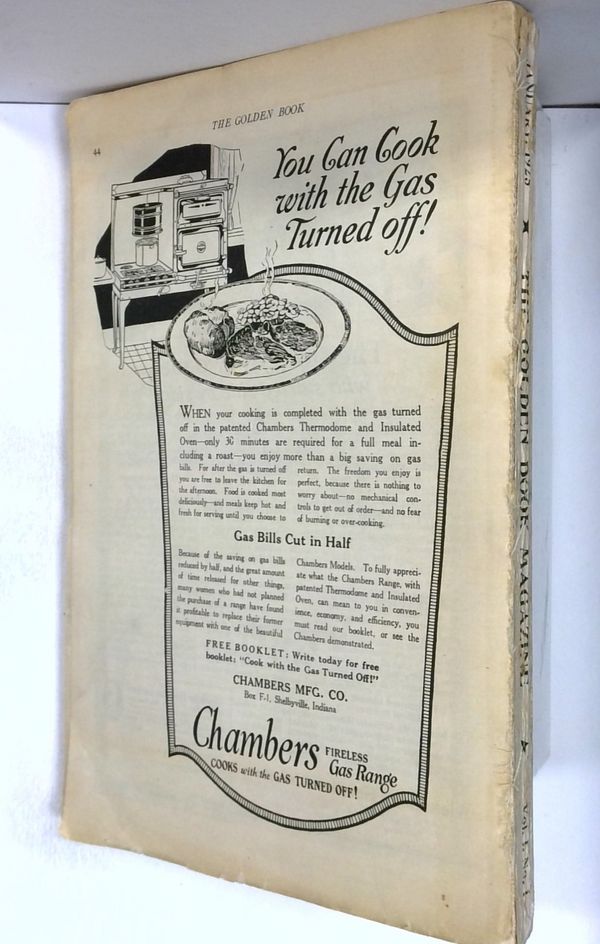 THE GOLDEN BOOK
44
You Can Cook
with the Gas
Turned off!
WHEN your cooking is completed with the gas turned
off in the patented Chambers Thermodome and Insulated
Oven—only 30 minutes are required for a full meal in-
cluding a roast—you enjoy more than a big saving on gas
bills. For after the gas is turned off
you are free to leave the kitchen for
the afternoon. Food is cooked most
deliciously—and meals keep hot and
fresh for serving until you choose to
return. The freedom you enjoy is
perfect, because there is nothing to
worry about—no mechanical con-
trols to get out of order—and no fear
of burning or over-cooking.
Gas Bills Cut in Half
Because of the saving on gas bills
reduced by half, and the great amount
of time released for other things,
many women who had not planned
the purchase of a range have found
it profitable to replace their former
equipment with one of the beautiful
Chambers Models. To fully appreci-
ate what the Chambers Range, with
patented Thermodome and Insulated
Oven, can mean to you in conven-
ience, economy, and efficiency, you
must read our booklet, or see the
Chambers demonstrated.
FREE BOOKLET: Write today for free
booklet: "Cook with the Gas Turned Off!"
CHAMBERS MFG. CO.
Box F-1, Shelbyville, Indiana
Chambers FIRELESS
Gas Range
COOKS with the GAS TURNED OFF!
JANUARY, 1925 ★ THE GOLDEN BOOK MAGAZINE ★ Vol. I, No. 1